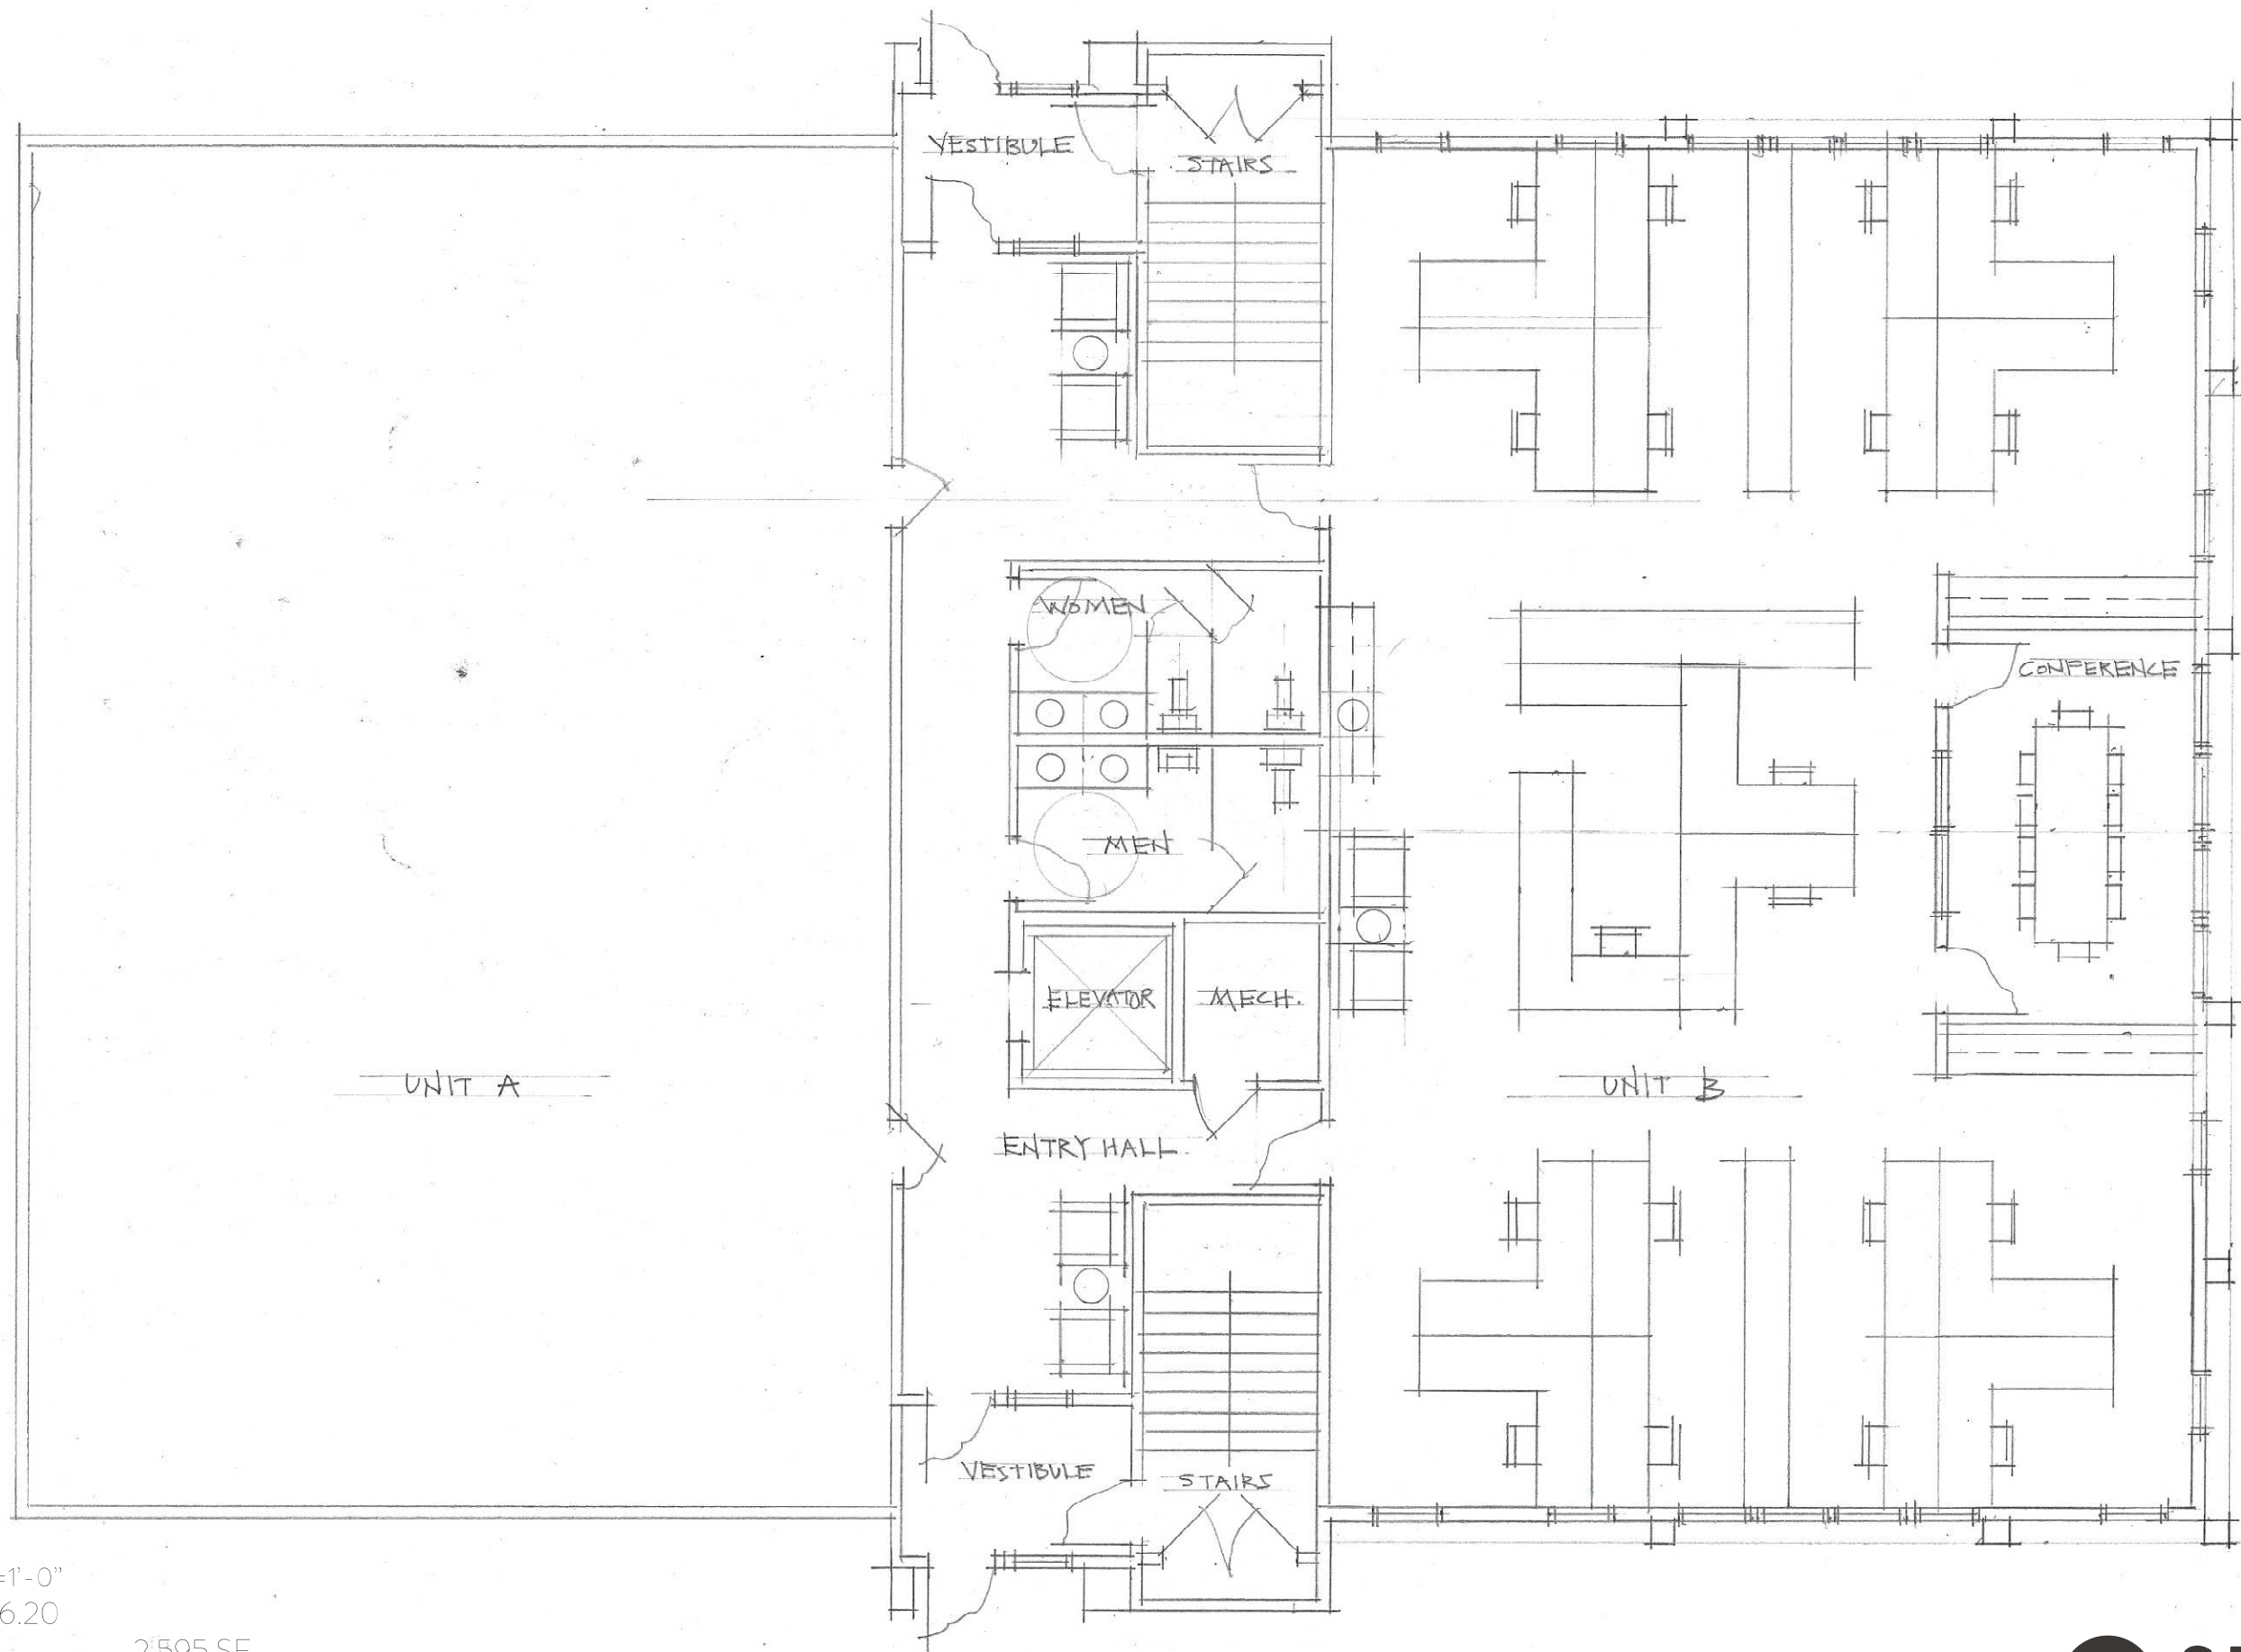 VESTIBULE
STAIRS
WOMEN
CONFERENCE
MEN
ELEVATOR
MECH.
UNIT A
UNIT B
ENTRY HALL
VESTIBULE
STAIRS
=1'-0"
6.20
2,595 SF